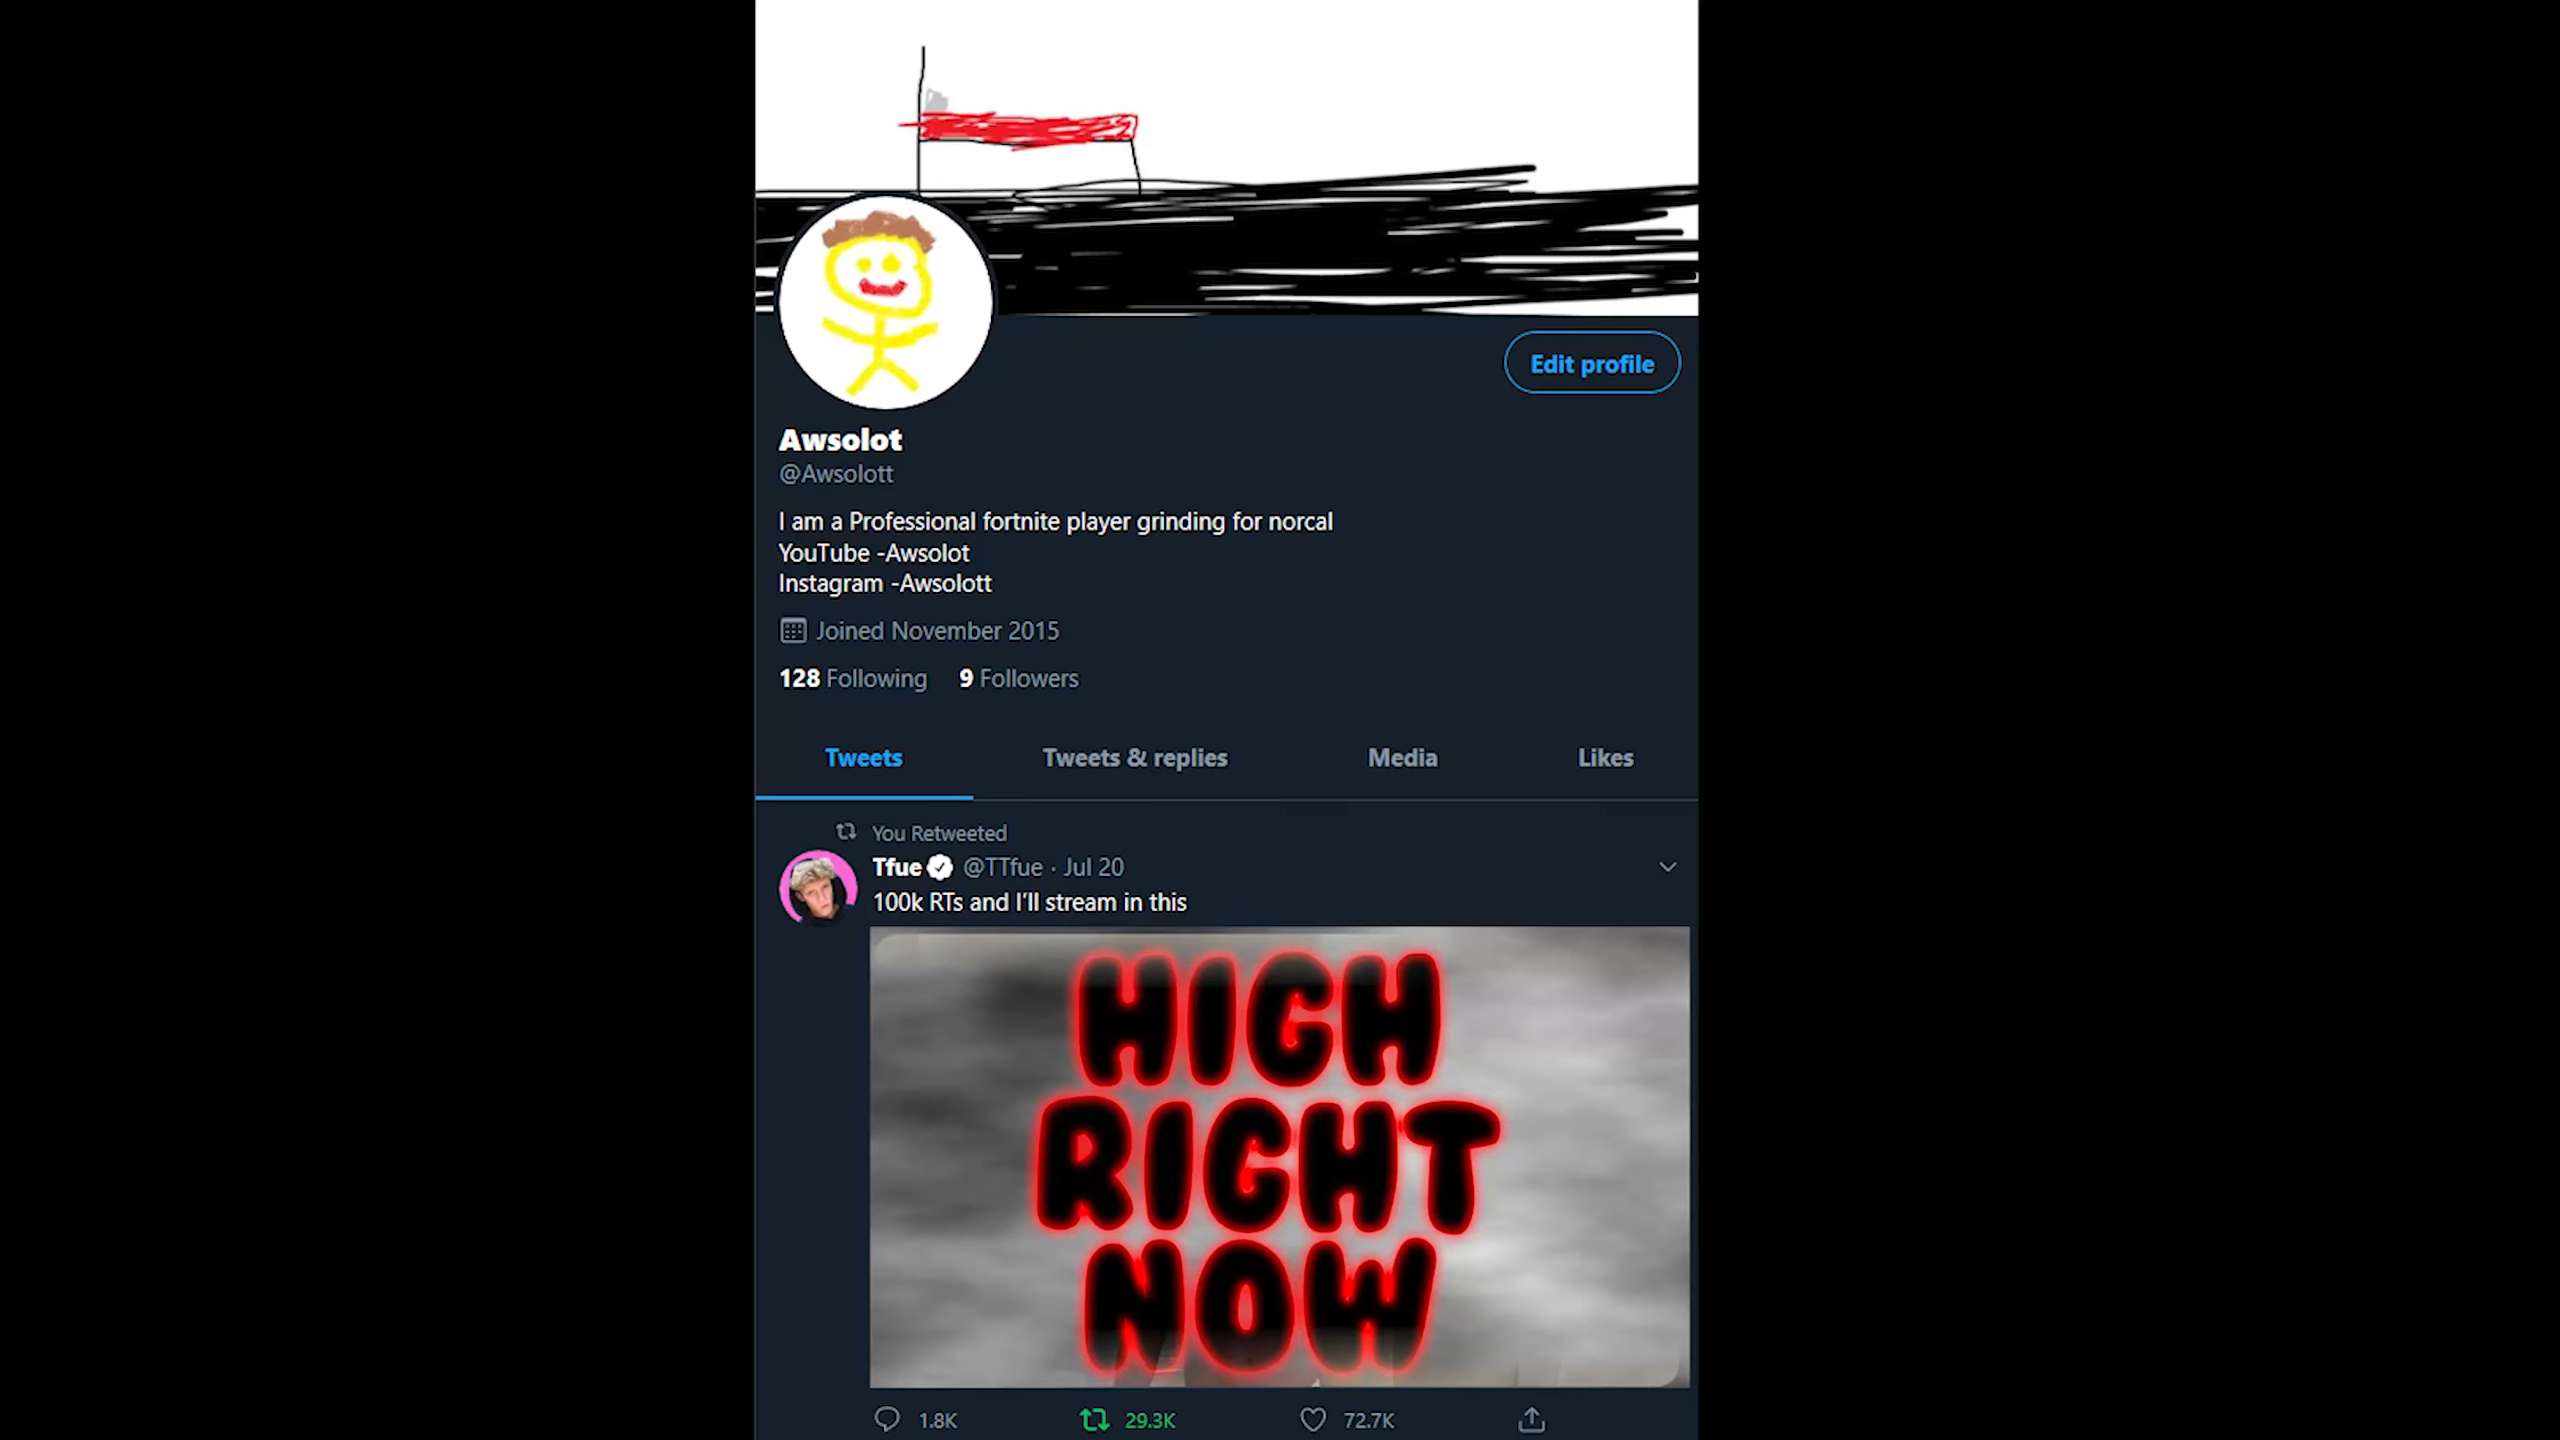 Edit profile
Awsolot
@Awsolott
I am a Professional fortnite player grinding for norcal
YouTube -Awsolot
Instagram -Awsolott
Joined November 2015
128 Following 9 Followers
Tweets Tweets & replies Media Likes
You Retweeted
Tfue @TTfue · Jul 20
100k RTs and I'll stream in this
HIGH
RIGHT
NOW
1.8K 29.3K 72.7K